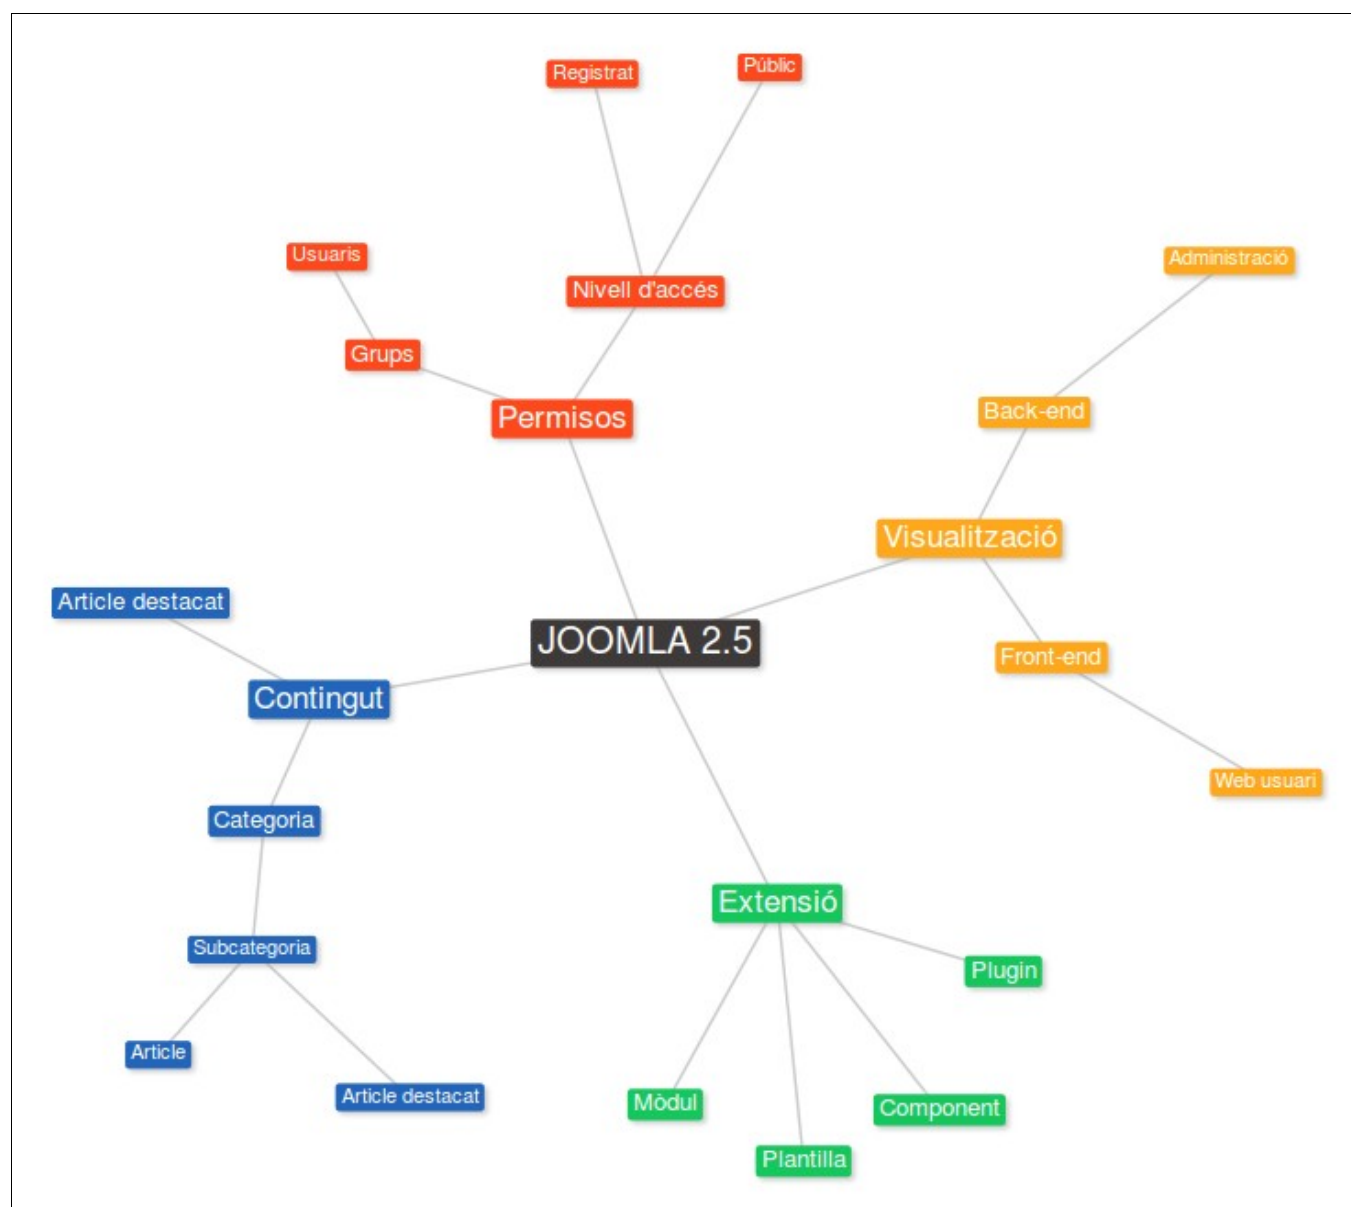 Registrat
Públic
Usuaris
Nivell d'accés
Administració
Grups
Permisos
Back-end
Visualització
Article destacat
JOOMLA 2.5
Front-end
Contingut
Web usuari
Categoria
Extensió
Subcategoria
Plugin
Article
Article destacat
Mòdul
Component
Plantilla